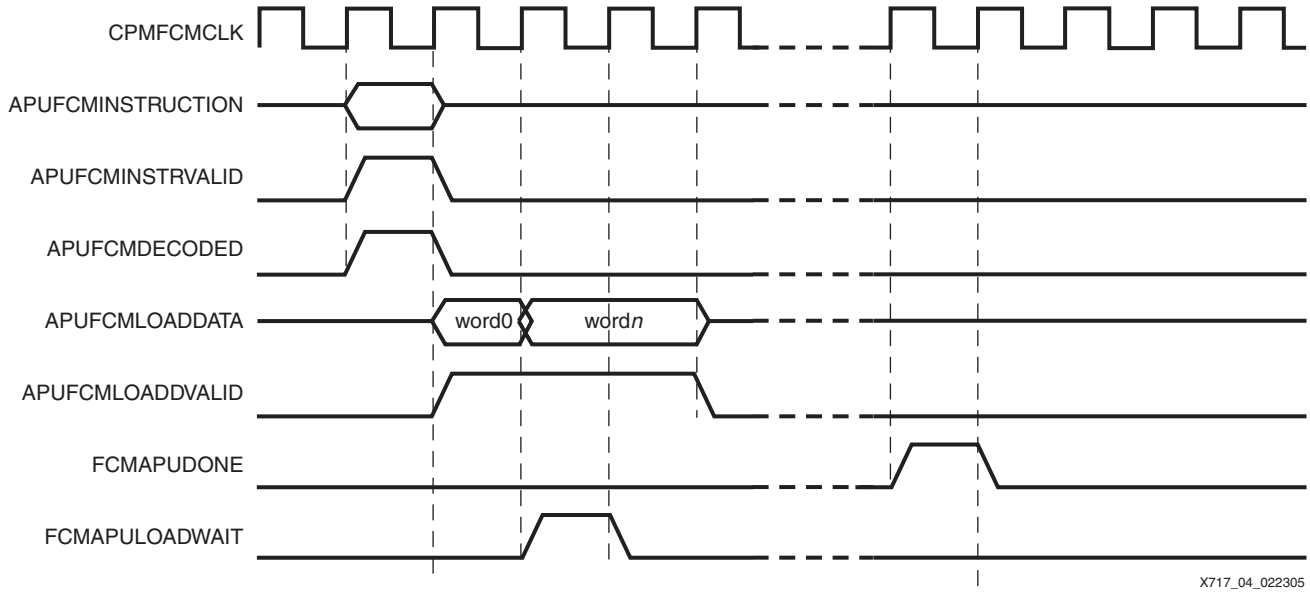 CPMFCMCLK
APUFCMINSTRUCTION
APUFCMINSTRVALID
APUFCMDECODED
APUFCMLOADDATA
word0 wordn
APUFCMLOADDVALID
FCMAPUDONE
FCMAPULOADWAIT
X717_04_022305